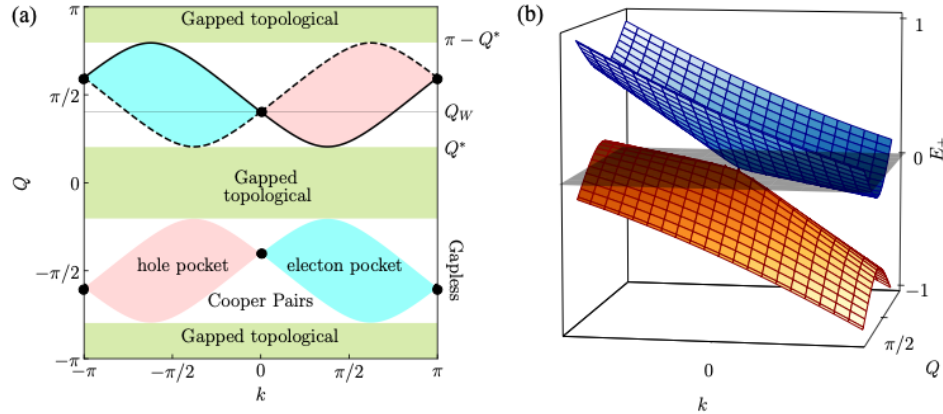 (a)
π
Gapped topological
π − Q*
π/2
Q_W
Q*
Q
0
Gapped
topological
−π/2
hole pocket
electon pocket
Gapless
Cooper Pairs
Gapped topological
−π
−π
−π/2
0
π/2
π
k
(b)
1
0
E±
−1
π/2
0
Q
k